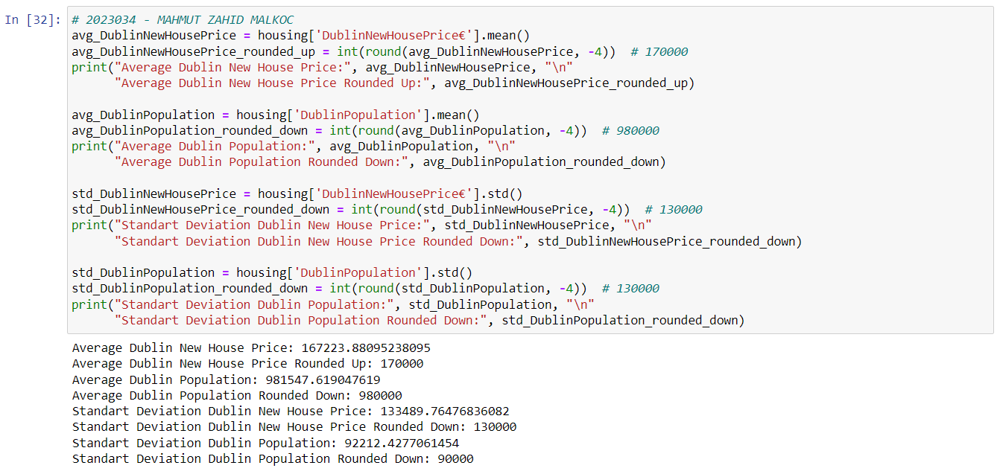 In [32]: # 2023034 - MAHMUT ZAHID MALKOC
avg_DublinNewHousePrice = housing['DublinNewHousePrice€'].mean()
avg_DublinNewHousePrice_rounded_up = int(round(avg_DublinNewHousePrice, -4))  # 170000
print("Average Dublin New House Price:", avg_DublinNewHousePrice, "\n"
      "Average Dublin New House Price Rounded Up:", avg_DublinNewHousePrice_rounded_up)

avg_DublinPopulation = housing['DublinPopulation'].mean()
avg_DublinPopulation_rounded_down = int(round(avg_DublinPopulation, -4))  # 980000
print("Average Dublin Population:", avg_DublinPopulation, "\n"
      "Average Dublin Population Rounded Down:", avg_DublinPopulation_rounded_down)

std_DublinNewHousePrice = housing['DublinNewHousePrice€'].std()
std_DublinNewHousePrice_rounded_down = int(round(std_DublinNewHousePrice, -4))  # 130000
print("Standart Deviation Dublin New House Price:", std_DublinNewHousePrice, "\n"
      "Standart Deviation Dublin New House Price Rounded Down:", std_DublinNewHousePrice_rounded_down)

std_DublinPopulation = housing['DublinPopulation'].std()
std_DublinPopulation_rounded_down = int(round(std_DublinPopulation, -4))  # 130000
print("Standart Deviation Dublin Population:", std_DublinPopulation, "\n"
      "Standart Deviation Dublin Population Rounded Down:", std_DublinPopulation_rounded_down)
Average Dublin New House Price: 167223.88095238095
Average Dublin New House Price Rounded Up: 170000
Average Dublin Population: 981547.619047619
Average Dublin Population Rounded Down: 980000
Standart Deviation Dublin New House Price: 133489.76476836082
Standart Deviation Dublin New House Price Rounded Down: 130000
Standart Deviation Dublin Population: 92212.4277061454
Standart Deviation Dublin Population Rounded Down: 90000